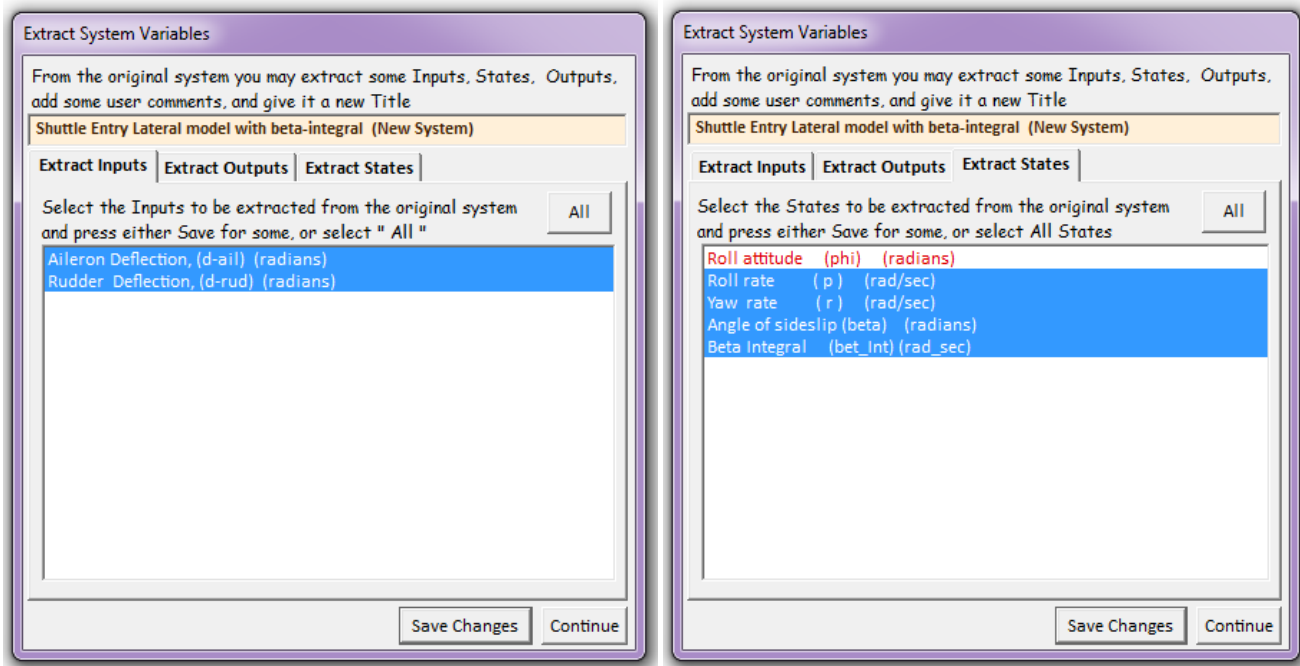 Extract System Variables
From the original system you may extract some Inputs, States, Outputs,
add some user comments, and give it a new Title
Shuttle Entry Lateral model with beta-integral (New System)
Extract Inputs Extract Outputs Extract States
Select the Inputs to be extracted from the original system
and press either Save for some, or select " All "
All
Aileron Deflection, (d-ail) (radians)
Rudder Deflection, (d-rud) (radians)
Save Changes Continue
Extract System Variables
From the original system you may extract some Inputs, States, Outputs,
add some user comments, and give it a new Title
Shuttle Entry Lateral model with beta-integral (New System)
Extract Inputs Extract Outputs Extract States
Select the States to be extracted from the original system
and press either Save for some, or select All States
All
Roll attitude (phi) (radians)
Roll rate ( p ) (rad/sec)
Yaw rate ( r ) (rad/sec)
Angle of sideslip (beta) (radians)
Beta Integral (bet_Int) (rad_sec)
Save Changes Continue